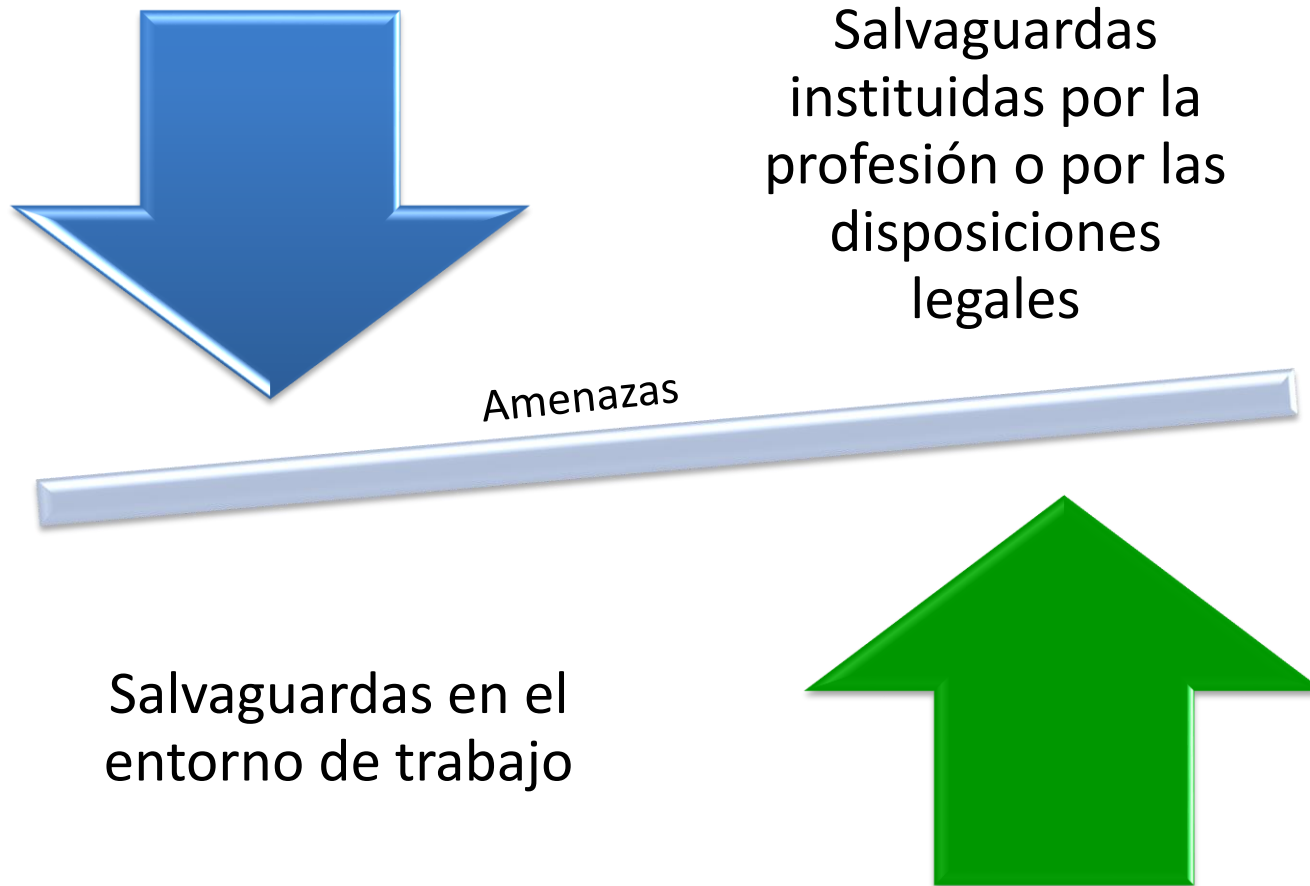 Salvaguardas
instituidas por la
profesión o por las
disposiciones
legales
Amenazas
Salvaguardas en el
entorno de trabajo